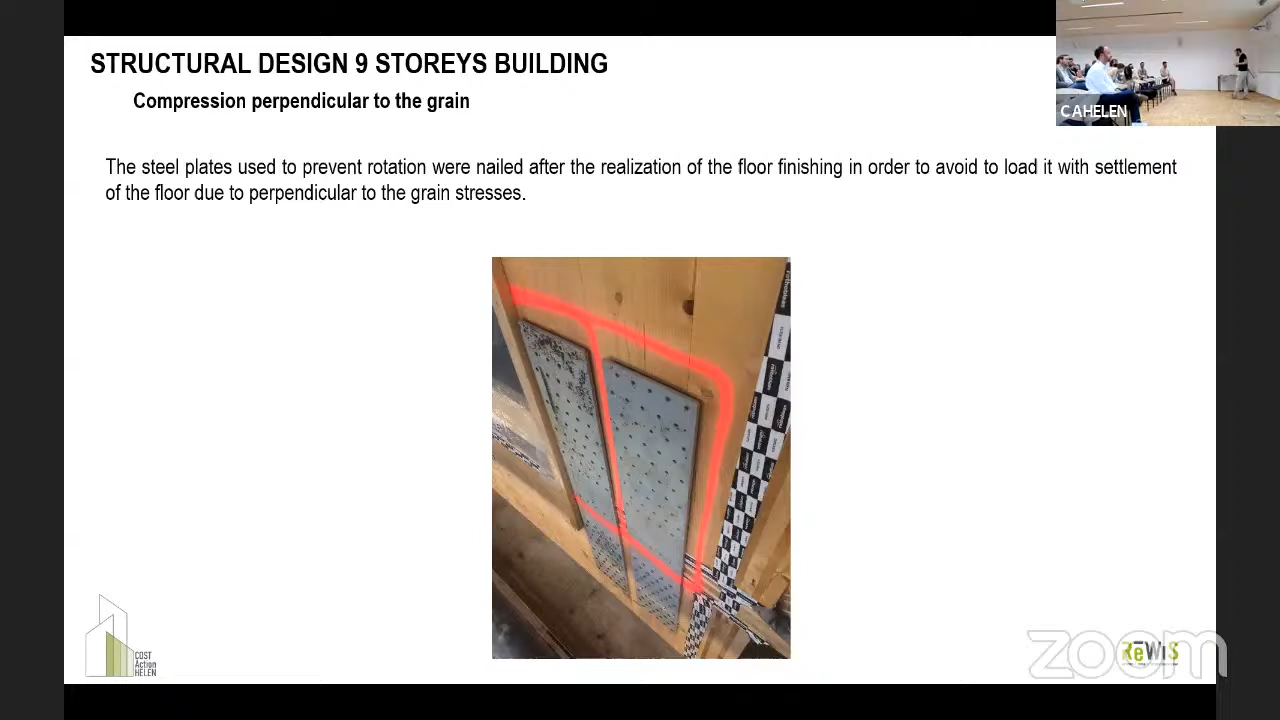 STRUCTURAL DESIGN 9 STOREYS BUILDING
Compression perpendicular to the grain
CAHELEN
The steel plates used to prevent rotation were nailed after the realization of the floor finishing in order to avoid to load it with settlement
of the floor due to perpendicular to the grain stresses.
COST
Action
HELEN
zoom
ReWiS